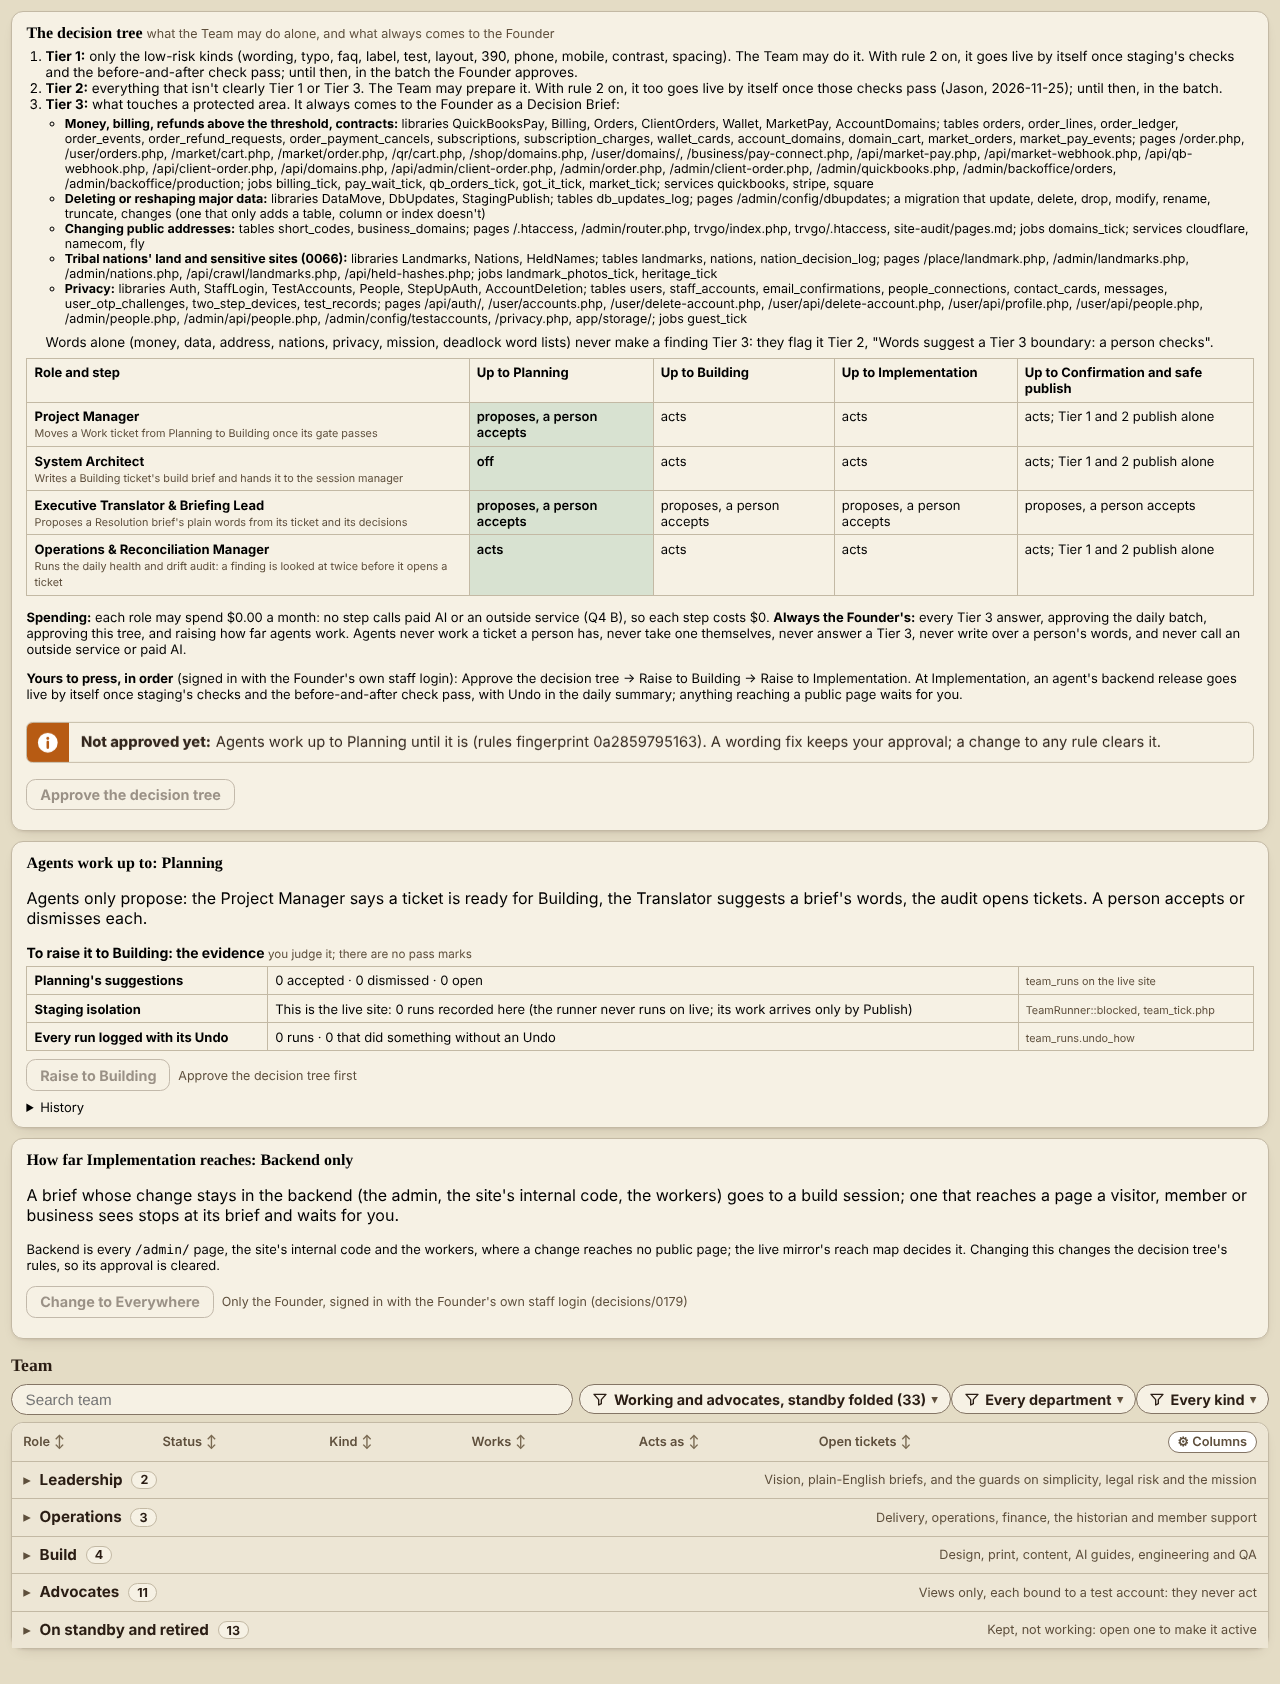 The decision tree what the Team may do alone, and what always comes to the Founder
1. Tier 1: only the low-risk kinds (wording, typo, faq, label, test, layout, 390, phone, mobile, contrast, spacing). The Team may do it. With rule 2 on, it goes live by itself once staging's checks
and the before-and-after check pass; until then, in the batch the Founder approves.
2. Tier 2: everything that isn't clearly Tier 1 or Tier 3. The Team may prepare it. With rule 2 on, it too goes live by itself once those checks pass (Jason, 2026-11-25); until then, in the batch.
3. Tier 3: what touches a protected area. It always comes to the Founder as a Decision Brief:
Money, billing, refunds above the threshold, contracts: libraries QuickBooksPay, Billing, Orders, ClientOrders, Wallet, MarketPay, AccountDomains; tables orders, order_lines, order_ledger,
order_events, order_refund_requests, order_payment_cancels, subscriptions, subscription_charges, wallet_cards, account_domains, domain_cart, market_orders, market_pay_events; pages /order.php,
/user/orders.php, /market/cart.php, /market/order.php, /qr/cart.php, /shop/domains.php, /user/domains/, /business/pay-connect.php, /api/market-pay.php, /api/market-webhook.php, /api/qb-
webhook.php, /api/client-order.php, /api/domains.php, /api/admin/client-order.php, /admin/order.php, /admin/client-order.php, /admin/quickbooks.php, /admin/backoffice/orders,
/admin/backoffice/production; jobs billing_tick, pay_wait_tick, qb_orders_tick, got_it_tick, market_tick; services quickbooks, stripe, square
Deleting or reshaping major data: libraries DataMove, DbUpdates, StagingPublish; tables db_updates_log; pages /admin/config/dbupdates; a migration that update, delete, drop, modify, rename,
truncate, changes (one that only adds a table, column or index doesn't)
Changing public addresses: tables short_codes, business_domains; pages /.htaccess, /admin/router.php, trvgo/index.php, trvgo/.htaccess, site-audit/pages.md; jobs domains_tick; services cloudflare,
namecom, fly
Tribal nations' land and sensitive sites (0066): libraries Landmarks, Nations, HeldNames; tables landmarks, nations, nation_decision_log; pages /place/landmark.php, /admin/landmarks.php,
/admin/nations.php, /api/crawl/landmarks.php, /api/held-hashes.php; jobs landmark_photos_tick, heritage_tick
Privacy: libraries Auth, StaffLogin, TestAccounts, People, StepUpAuth, AccountDeletion; tables users, staff_accounts, email_confirmations, people_connections, contact_cards, messages,
user_otp_challenges, two_step_devices, test_records; pages /api/auth/, /user/accounts.php, /user/delete-account.php, /user/api/delete-account.php, /user/api/profile.php, /user/api/people.php,
/admin/people.php, /admin/api/people.php, /admin/config/testaccounts, /privacy.php, app/storage/; jobs guest_tick
Words alone (money, data, address, nations, privacy, mission, deadlock word lists) never make a finding Tier 3: they flag it Tier 2, "Words suggest a Tier 3 boundary: a person checks".
Role and step Up to Planning Up to Building Up to Implementation Up to Confirmation and safe
publish
Project Manager proposes, a person acts acts acts; Tier 1 and 2 publish alone
Moves a Work ticket from Planning to Building once its gate passes accepts
System Architect off acts acts acts; Tier 1 and 2 publish alone
Writes a Building ticket's build brief and hands it to the session manager
Executive Translator & Briefing Lead proposes, a person proposes, a person proposes, a person proposes, a person accepts
Proposes a Resolution brief's plain words from its ticket and its decisions accepts accepts accepts
Operations & Reconciliation Manager acts acts acts acts; Tier 1 and 2 publish alone
Runs the daily health and drift audit: a finding is looked at twice before it opens a
ticket
Spending: each role may spend $0.00 a month: no step calls paid AI or an outside service (Q4 B), so each step costs $0. Always the Founder's: every Tier 3 answer, approving the daily batch,
approving this tree, and raising how far agents work. Agents never work a ticket a person has, never take one themselves, never answer a Tier 3, never write over a person's words, and never call an
outside service or paid AI.
Yours to press, in order (signed in with the Founder's own staff login): Approve the decision tree → Raise to Building → Raise to Implementation. At Implementation, an agent's backend release goes
live by itself once staging's checks and the before-and-after check pass, with Undo in the daily summary; anything reaching a public page waits for you.
Not approved yet: Agents work up to Planning until it is (rules fingerprint 0a2859795163). A wording fix keeps your approval; a change to any rule clears it.
Approve the decision tree
Agents work up to: Planning
Agents only propose: the Project Manager says a ticket is ready for Building, the Translator suggests a brief's words, the audit opens tickets. A person accepts or
dismisses each.
To raise it to Building: the evidence you judge it; there are no pass marks
Planning's suggestions 0 accepted · 0 dismissed · 0 open team_runs on the live site
Staging isolation This is the live site: 0 runs recorded here (the runner never runs on live; its work arrives only by Publish) TeamRunner::blocked, team_tick.php
Every run logged with its Undo 0 runs · 0 that did something without an Undo team_runs.undo_how
Raise to Building Approve the decision tree first
▶ History
How far Implementation reaches: Backend only
A brief whose change stays in the backend (the admin, the site's internal code, the workers) goes to a build session; one that reaches a page a visitor, member or
business sees stops at its brief and waits for you.
Backend is every /admin/ page, the site's internal code and the workers, where a change reaches no public page; the live mirror's reach map decides it. Changing this changes the decision tree's
rules, so its approval is cleared.
Change to Everywhere Only the Founder, signed in with the Founder's own staff login (decisions/0179)
Team
Search team Working and advocates, standby folded (33) ▾ Every department ▾ Every kind ▾
Role ↕ Status ↕ Kind ↕ Works ↕ Acts as ↕ Open tickets ↕ ⚙ Columns
▸ Leadership 2 Vision, plain-English briefs, and the guards on simplicity, legal risk and the mission
▸ Operations 3 Delivery, operations, finance, the historian and member support
▸ Build 4 Design, print, content, AI guides, engineering and QA
▸ Advocates 11 Views only, each bound to a test account: they never act
▸ On standby and retired 13 Kept, not working: open one to make it active